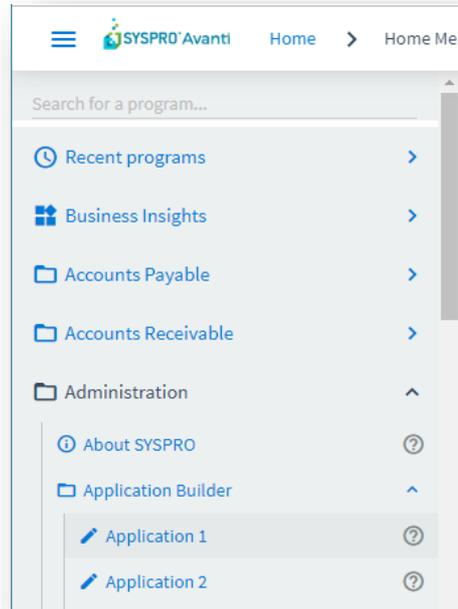 SYSPRO Avanti Home > Home Me
Search for a program...
Recent programs
Business Insights
Accounts Payable
Accounts Receivable
Administration
About SYSPRO
Application Builder
Application 1
Application 2